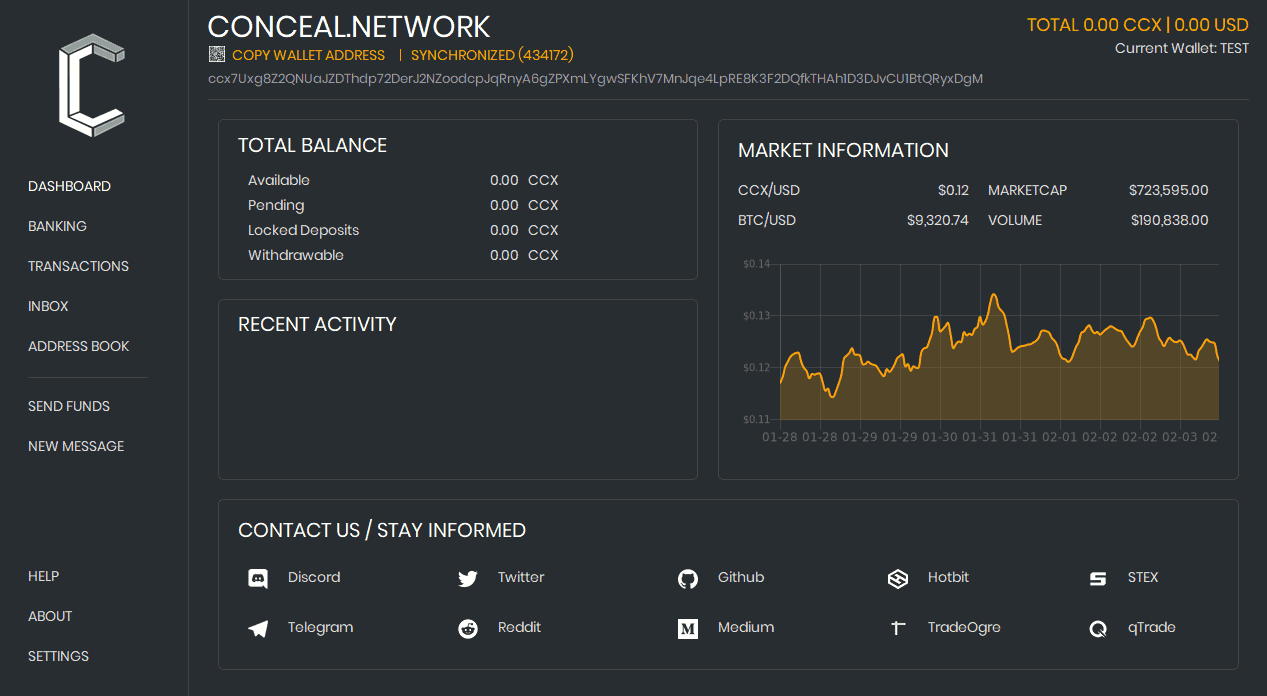 CONCEAL.NETWORK
TOTAL 0.00 CCX | 0.00 USD
COPY WALLET ADDRESS | SYNCHRONIZED (434172)
Current Wallet: TEST
ccx7Uxg8Z2QNUaJZDThdp72DerJ2NZoodcpJqRnyA6gZPXmLYgwSFKhV7MnJqe4LpRE8K3F2DQfkTHAh1D3DJvCU1BtQRyxDgM
DASHBOARD
BANKING
TRANSACTIONS
INBOX
ADDRESS BOOK
SEND FUNDS
NEW MESSAGE
HELP
ABOUT
SETTINGS
TOTAL BALANCE
Available 0.00 CCX
Pending 0.00 CCX
Locked Deposits 0.00 CCX
Withdrawable 0.00 CCX
RECENT ACTIVITY
MARKET INFORMATION
CCX/USD $0.12 MARKETCAP $723,595.00
BTC/USD $9,320.74 VOLUME $190,838.00
$0.14
$0.13
$0.12
$0.11
01-28 01-28 01-29 01-29 01-30 01-31 01-31 02-01 02-02 02-02 02-03 02-
CONTACT US / STAY INFORMED
Discord Twitter Github Hotbit STEX
Telegram Reddit Medium TradeOgre qTrade